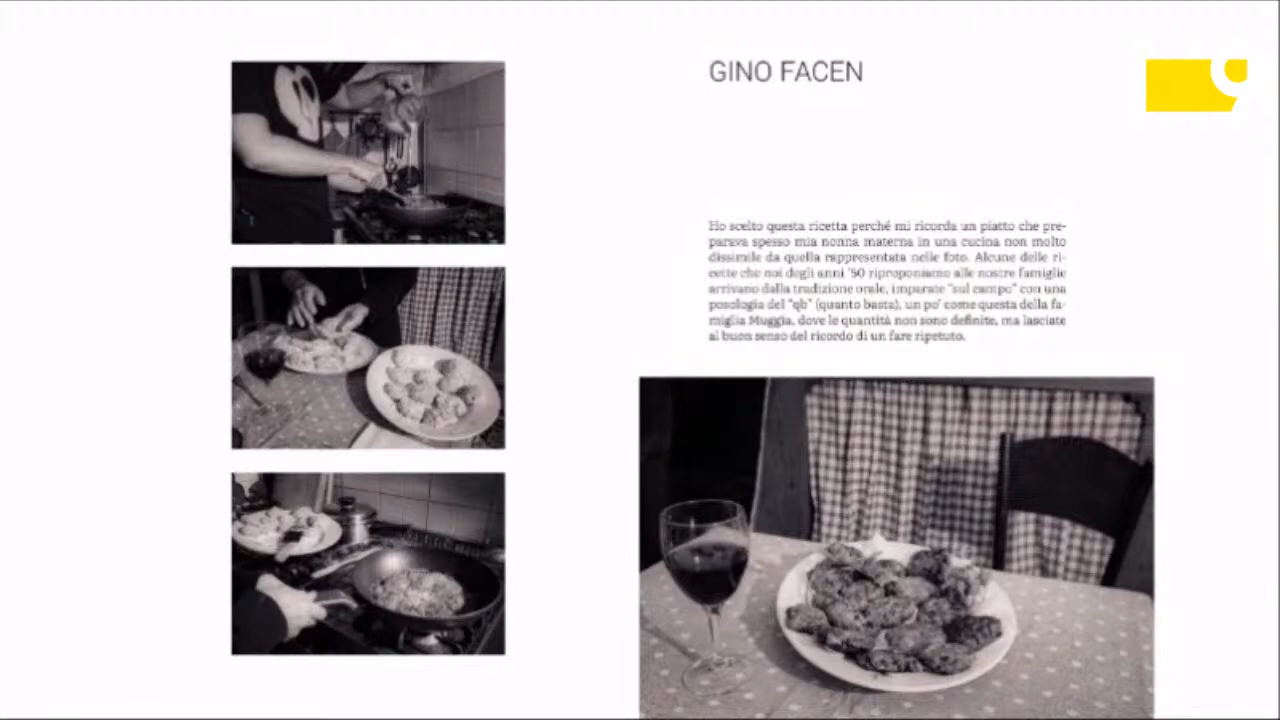 GINO FACEN
Ho scelto questa ricetta perché mi ricorda un piatto che pre-
parava spesso mia nonna materna in una cucina non molto
dissimile da quella rappresentata nelle foto. Alcune delle ri-
cette che noi degli anni '50 riproponiamo alle nostre famiglie
arrivano dalla tradizione orale, imparate "sul campo" con una
posologia del "qb" (quanto basta), un po' come questa della fa-
miglia Muggia, dove le quantità non sono definite, ma lasciate
al buon senso del ricordo di un fare ripetuto.